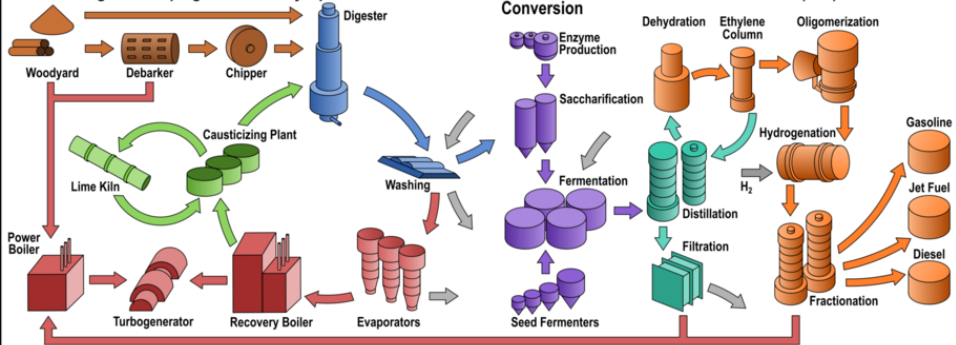 Conversion
Digester
Woodyard
Debarker
Chipper
Causticizing Plant
Lime Kiln
Washing
Power
Boiler
Turbogenerator
Recovery Boiler
Evaporators
Enzyme
Production
Saccharification
Fermentation
Seed Fermenters
Dehydration
Ethylene
Column
Oligomerization
Hydrogenation
H2
Distillation
Filtration
Fractionation
Gasoline
Jet Fuel
Diesel